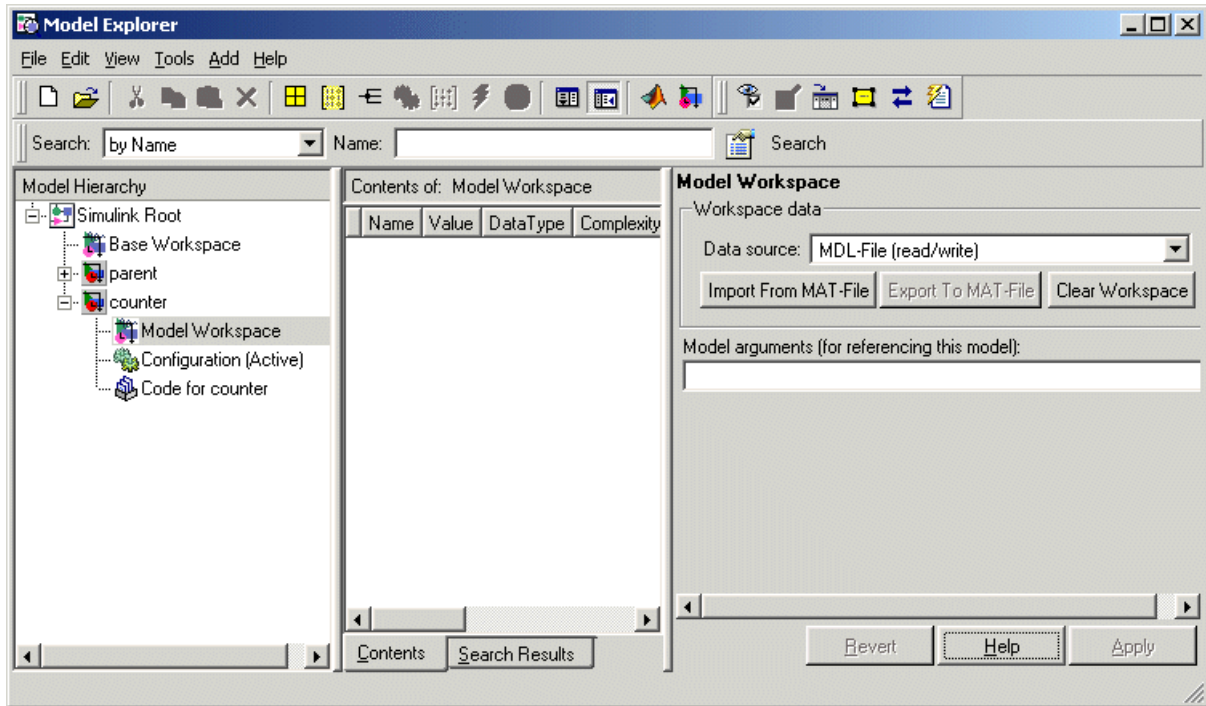 Model Explorer
File Edit View Tools Add Help
Search: by Name Name: Search
Model Hierarchy
Simulink Root
Base Workspace
parent
counter
Model Workspace
Configuration (Active)
Code for counter
Contents of: Model Workspace
Name Value DataType Complexity
Contents Search Results
Model Workspace
Workspace data
Data source: MDL-File (read/write)
Import From MAT-File Export To MAT-File Clear Workspace
Model arguments (for referencing this model):
Revert Help Apply